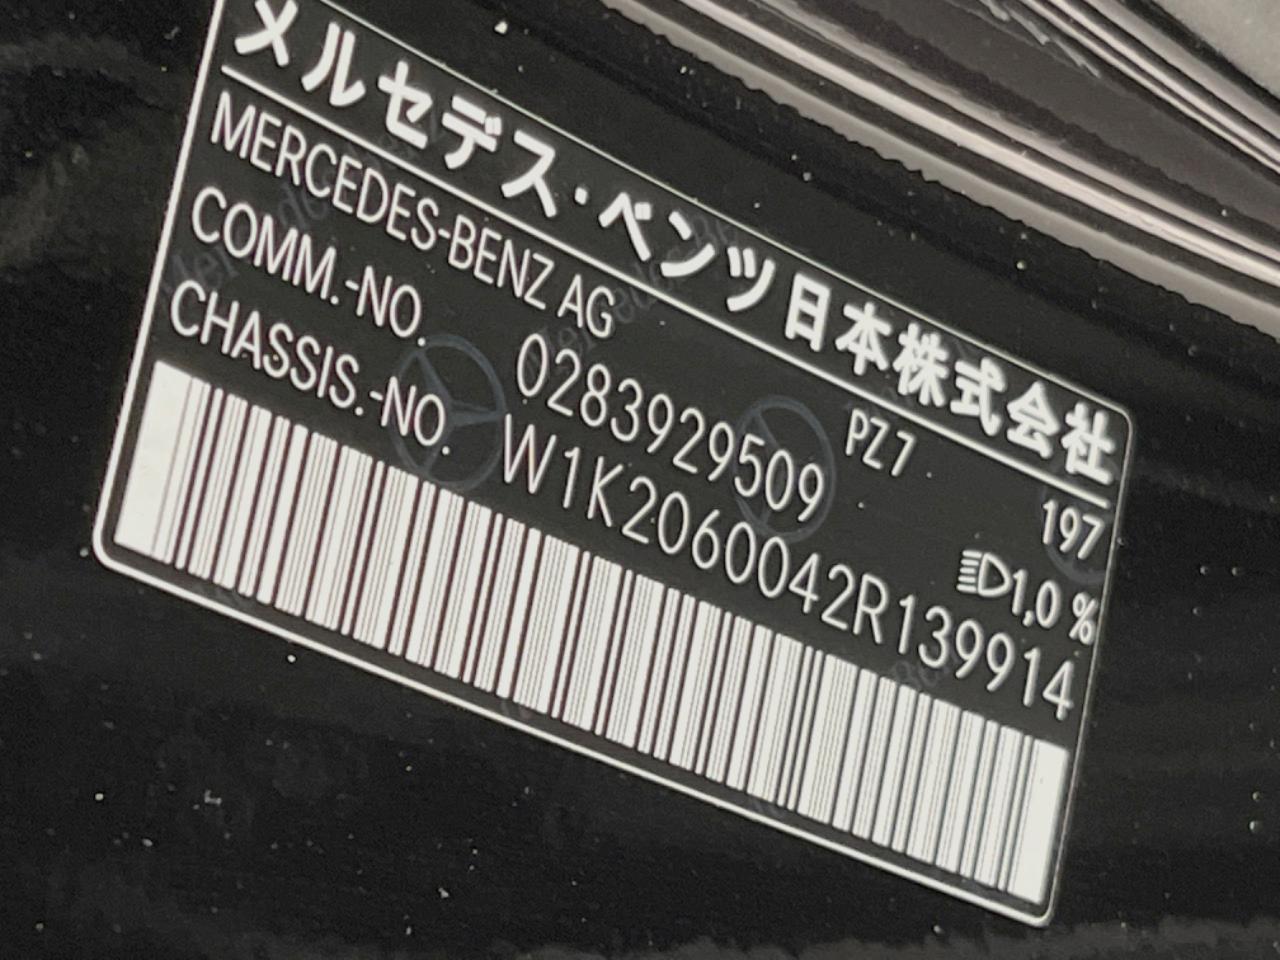 メルセデス・ベンツ日本株式会社
MERCEDES-BENZ AG PZ7 197
COMM.-NO. 0283929509 1,0 %
CHASSIS.-NO. W1K2060042R139914